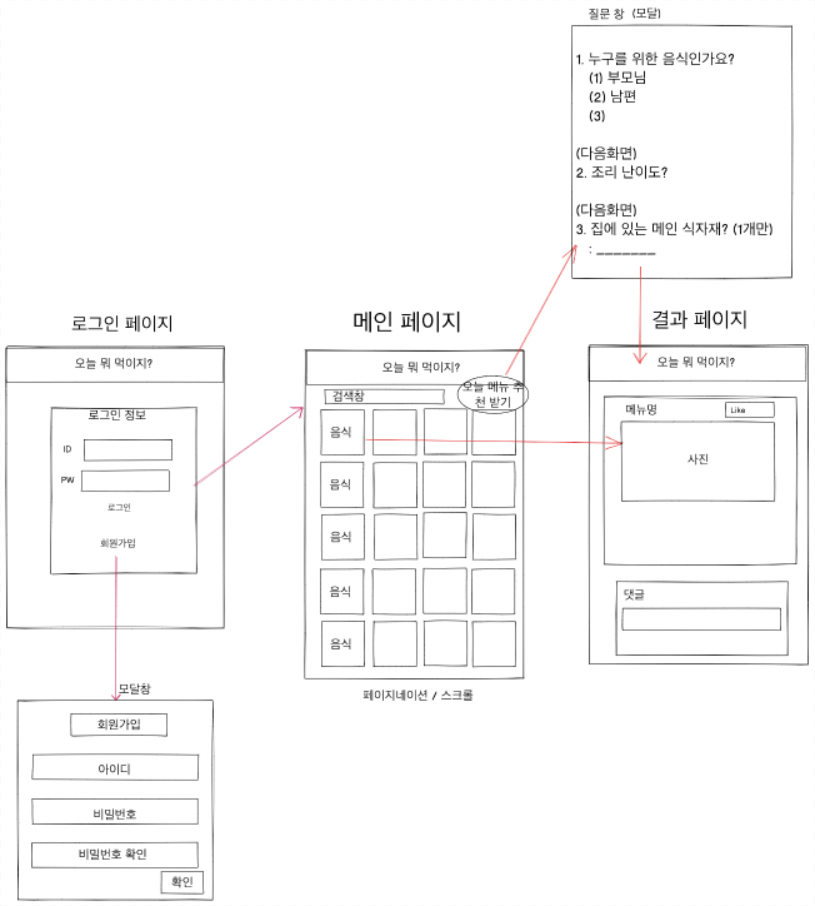 질문 창 (모달)
1. 누구를 위한 음식인가요?
(1) 부모님
(2) 남편
(3)
(다음화면)
2. 조리 난이도?
(다음화면)
3. 집에 있는 메인 식자재? (1개만)
: _______
로그인 페이지
오늘 뭐 먹이지?
로그인 정보
ID
PW
로그인
회원가입
모달창
회원가입
아이디
비밀번호
비밀번호 확인
확인
메인 페이지
오늘 뭐 먹이지?
검색창
오늘 메뉴 추
천 받기
음식
음식
음식
음식
음식
페이지네이션 / 스크롤
결과 페이지
오늘 뭐 먹이지?
메뉴명
Like
사진
댓글